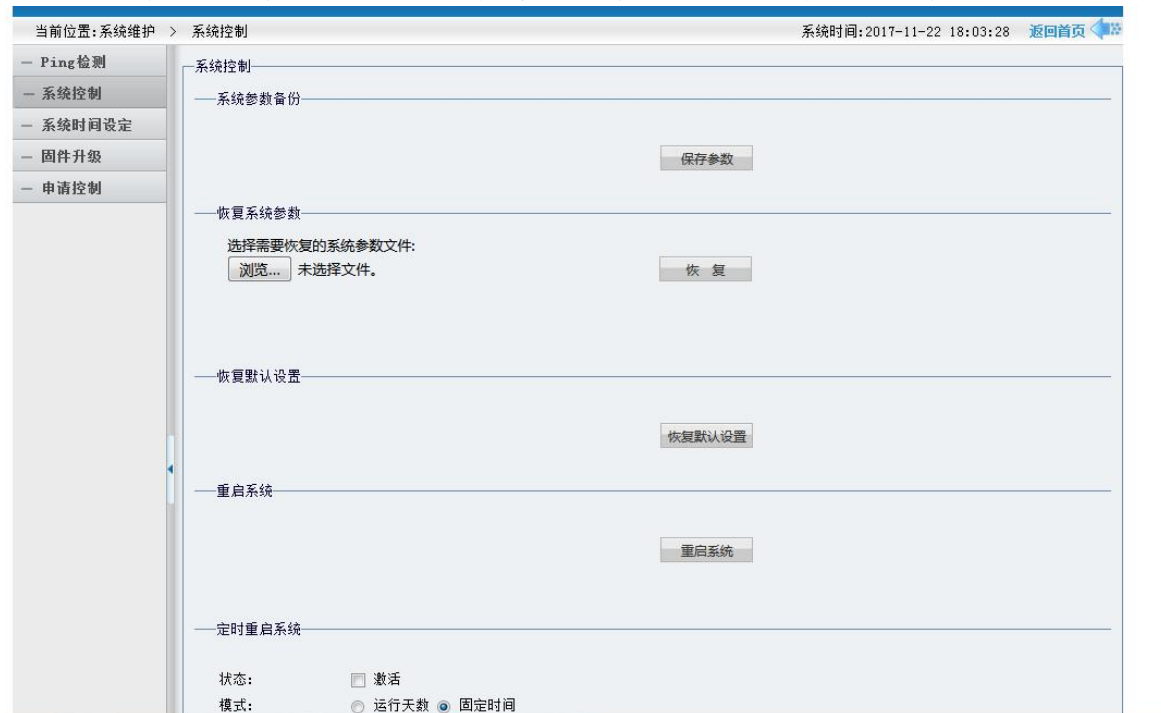 当前位置:系统维护 > 系统控制 系统时间:2017-11-22 18:03:28 返回首页
— Ping检测
— 系统控制
— 系统时间设定
— 固件升级
— 申请控制
系统控制
系统参数备份
保存参数
恢复系统参数
选择需要恢复的系统参数文件:
浏览... 未选择文件。
恢 复
恢复默认设置
恢复默认设置
重启系统
重启系统
定时重启系统
状态: 激活
模式: 运行天数 固定时间